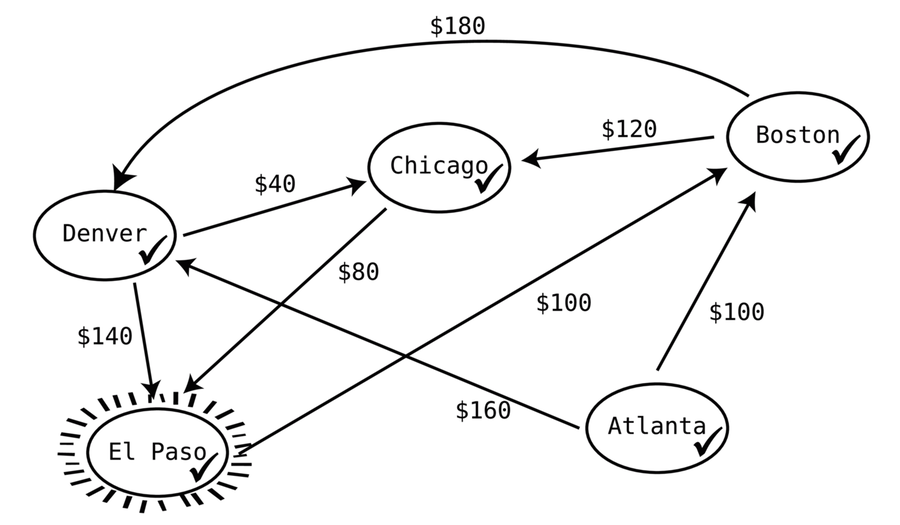 $180
Boston
$120
Chicago
$40
Denver
$80
$100
$100
$140
$160
Atlanta
El Paso